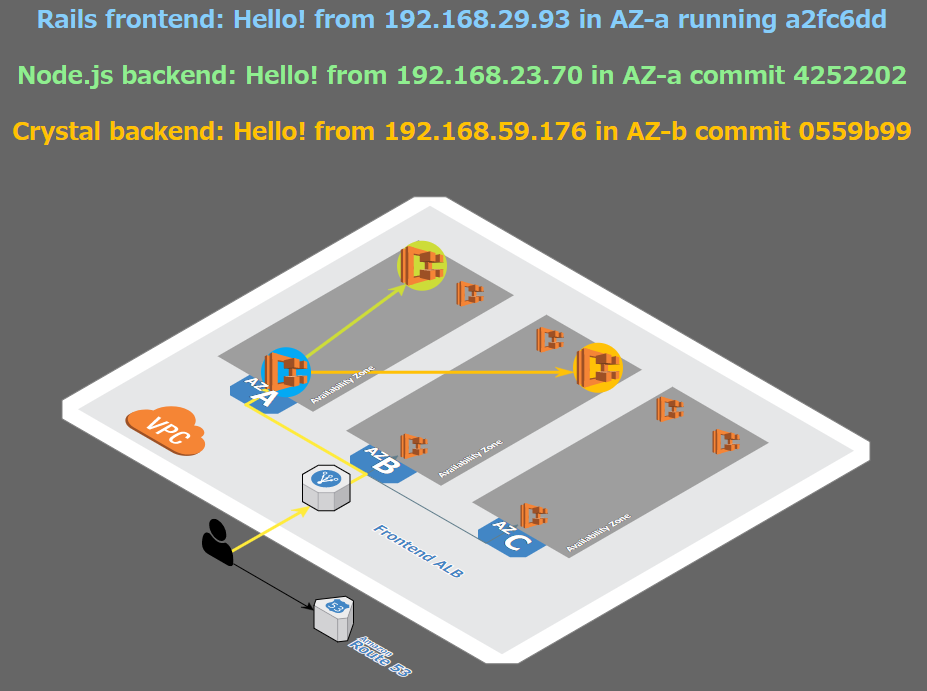 Rails frontend: Hello! from 192.168.29.93 in AZ-a running a2fc6dd
Node.js backend: Hello! from 192.168.23.70 in AZ-a commit 4252202
Crystal backend: Hello! from 192.168.59.176 in AZ-b commit 0559b99
AZ A
Availability Zone
VPC
AZ B
Availability Zone
AZ C
Availability Zone
Frontend ALB
53
Amazon
Route 53